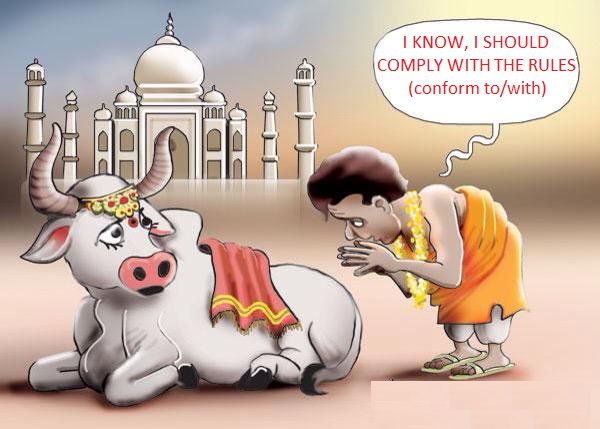 I KNOW, I SHOULD
COMPLY WITH THE RULES
(conform to/with)